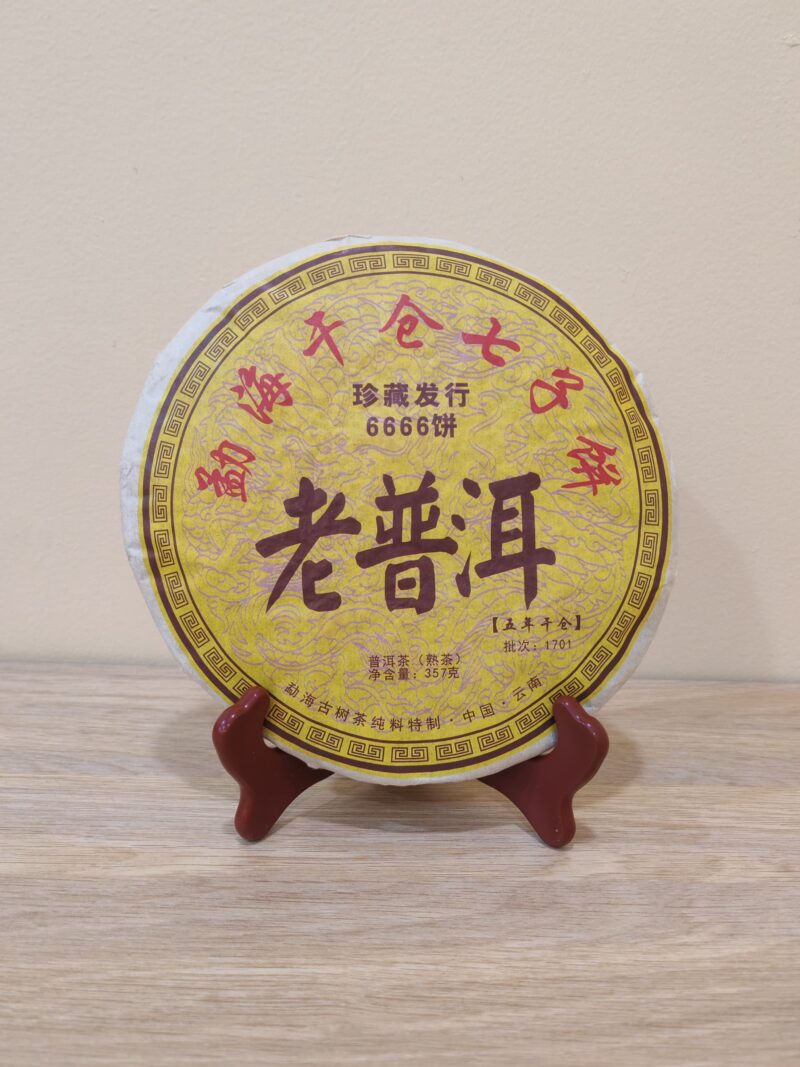 勐海干仓七子饼
珍藏发行
6666饼
老普洱
【五年干仓】
批次：1701
普洱茶（熟茶）
净含量：357克
勐海古树茶纯料特制·中国·云南